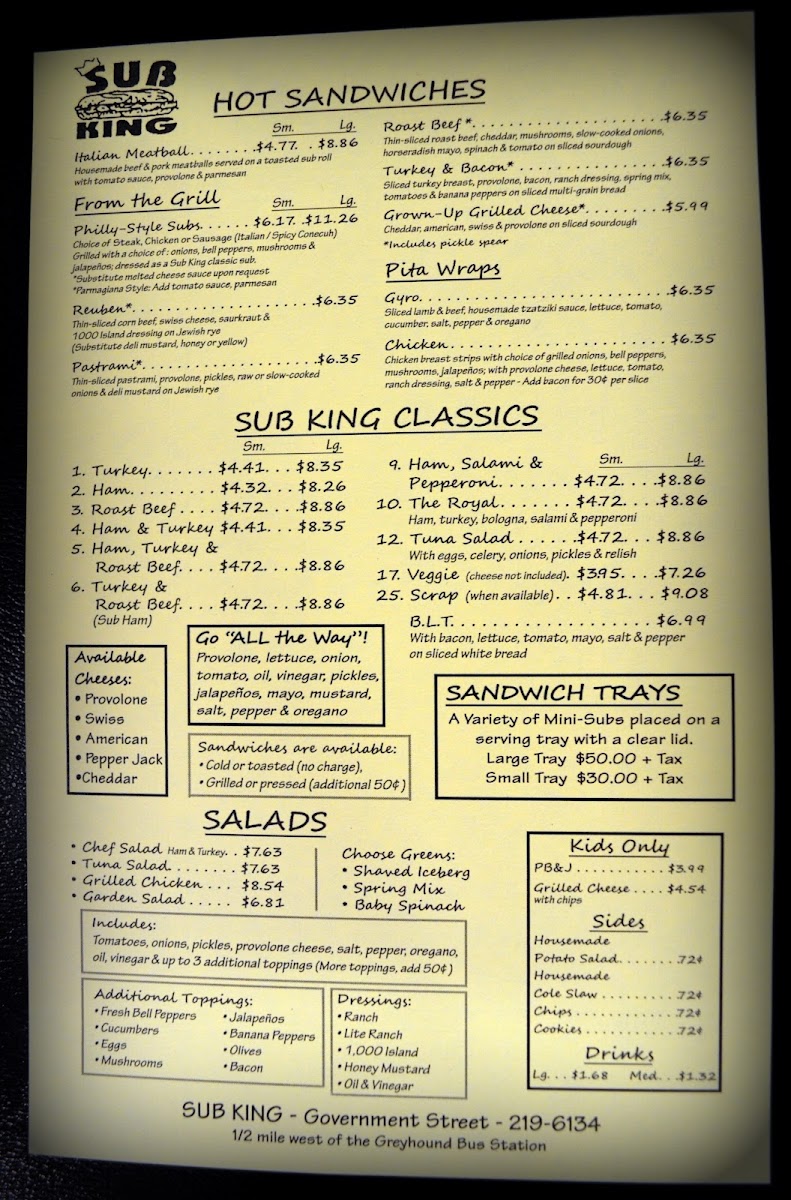 SUB
KING
HOT SANDWICHES
Sm. Lg.
Italian Meatball........$4.77. . $8.86
Housemade beef & pork meatballs served on a toasted sub roll
with tomato sauce, provolone & parmesan
From the Grill
Sm. Lg.
Philly-Style Subs......$6.17. $11.26
Choice of Steak, Chicken or Sausage (Italian / Spicy Conecuh)
Grilled with a choice of: onions, bell peppers, mushrooms &
jalapeños; dressed as a Sub King classic sub.
*Substitute melted cheese sauce upon request
*Parmagiana Style: Add tomato sauce, parmesan
Reuben*......................$6.35
Thin-sliced corn beef, swiss cheese, saurkraut &
1000 Island dressing on Jewish rye
(Substitute deli mustard, honey or yellow)
Pastrami*.....................$6.35
Thin-sliced pastrami, provolone, pickles, raw or slow-cooked
onions & deli mustard on Jewish rye
Roast Beef*......................$6.35
Thin-sliced roast beef, cheddar, mushrooms, slow-cooked onions,
horseradish mayo, spinach & tomato on sliced sourdough
Turkey & Bacon*................$6.35
Sliced turkey breast, provolone, bacon, ranch dressing, spring mix,
tomatoes & banana peppers on sliced multi-grain bread
Grown-Up Grilled Cheese*.........$5.99
Cheddar, american, swiss & provolone on sliced sourdough
*Includes pickle spear
Pita Wraps
Gyro...........................$6.35
Sliced lamb & beef, housemade tzatziki sauce, lettuce, tomato,
cucumber, salt, pepper & oregano
Chicken........................$6.35
Chicken breast strips with choice of grilled onions, bell peppers,
mushrooms, jalapeños; with provolone cheese, lettuce, tomato,
ranch dressing, salt & pepper - Add bacon for 30¢ per slice
SUB KING CLASSICS
Sm. Lg.
1. Turkey.......$4.41...$8.35
2. Ham.........$4.32...$8.26
3. Roast Beef....$4.72....$8.86
4. Ham & Turkey $4.41...$8.35
5. Ham, Turkey &
Roast Beef....$4.72....$8.86
6. Turkey &
Roast Beef....$4.72....$8.86
(Sub Ham)
9. Ham, Salami & Sm. Lg.
Pepperoni.......$4.72....$8.86
10. The Royal.......$4.72....$8.86
Ham, turkey, bologna, salami & pepperoni
12. Tuna Salad......$4.72...$8.86
With eggs, celery, onions, pickles & relish
17. Veggie (cheese not included). $3.95....$7.26
25. Scrap (when available)..$4.81...$9.08
B.L.T...................$6.99
With bacon, lettuce, tomato, mayo, salt & pepper
on sliced white bread
Available
Cheeses:
• Provolone
• Swiss
• American
• Pepper Jack
•Cheddar
Go "ALL the Way"!
Provolone, lettuce, onion,
tomato, oil, vinegar, pickles,
jalapeños, mayo, mustard,
salt, pepper & oregano
Sandwiches are available:
• Cold or toasted (no charge),
• Grilled or pressed (additional 50¢)
SANDWICH TRAYS
A Variety of Mini-Subs placed on a
serving tray with a clear lid.
Large Tray $50.00 + Tax
Small Tray $30.00 + Tax
SALADS
• Chef Salad Ham & Turkey. . $7.63
• Tuna Salad........$7.63
• Grilled Chicken... $8.54
• Garden Salad..... $6.81
Choose Greens:
• Shaved Iceberg
• Spring Mix
• Baby Spinach
Includes:
Tomatoes, onions, pickles, provolone cheese, salt, pepper, oregano,
oil, vinegar & up to 3 additional toppings (More toppings, add 50¢)
Additional Toppings:
• Fresh Bell Peppers
• Cucumbers
• Eggs
• Mushrooms
• Jalapeños
• Banana Peppers
• Olives
• Bacon
Dressings:
• Ranch
• Lite Ranch
• 1,000 Island
• Honey Mustard
• Oil & Vinegar
Kids Only
PB&J...........$3.99
Grilled Cheese....$4.54
with chips
Sides
Housemade
Potato Salad........72¢
Housemade
Cole Slaw...........72¢
Chips..............72¢
Cookies............72¢
Drinks
Lg...$1.68 Med...$1.32
SUB KING - Government Street - 219-6134
1/2 mile west of the Greyhound Bus Station